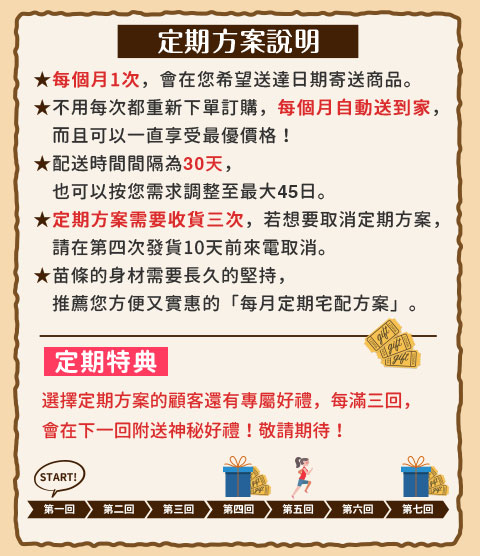 定期方案說明
★每個月1次，會在您希望送達日期寄送商品。
★不用每次都重新下單訂購，每個月自動送到家，
而且可以一直享受最優價格！
★配送時間間隔為30天，
也可以按您需求調整至最大45日。
★定期方案需要收貨三次，若想要取消定期方案，
請在第四次發貨10天前來電取消。
★苗條的身材需要長久的堅持，
推薦您方便又實惠的「每月定期宅配方案」。
gift
gift
gift
定期特典
選擇定期方案的顧客還有專屬好禮，每滿三回，
會在下一回附送神秘好禮！敬請期待！
START!
第一回 第二回 第三回 第四回 第五回 第六回 第七回